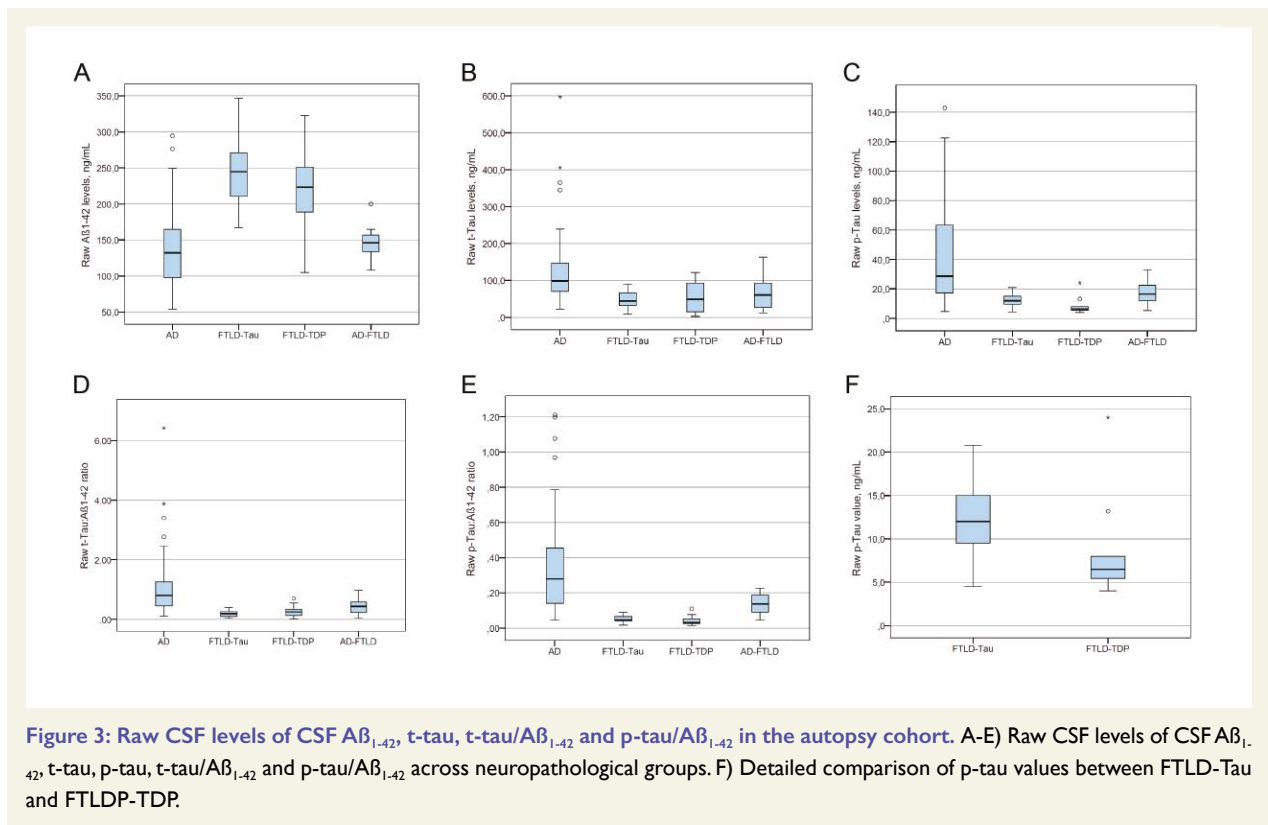 A
Raw Aß1-42 levels, ng/mL
350,0
300,0
250,0
200,0
150,0
100,0
50,0
AD FTLD-Tau FTLD-TDP AD-FTLD
B
Raw t-Tau levels, ng/mL
600,0
500,0
400,0
300,0
200,0
100,0
,0
AD FTLD-Tau FTLD-TDP AD-FTLD
C
Raw p-Tau levels, ng/mL
140,0
120,0
100,0
80,0
60,0
40,0
20,0
,0
AD FTLD-Tau FTLD-TDP AD-FTLD
D
Raw t-Tau:Aß1-42 ratio
6,00
4,00
2,00
,00
AD FTLD-Tau FTLD-TDP AD-FTLD
E
Raw p-Tau:Aß1-42 ratio
1,20
1,00
,80
,60
,40
,20
,00
AD FTLD-Tau FTLD-TDP AD-FTLD
F
Raw p-Tau value, ng/mL
25,0
20,0
15,0
10,0
5,0
,0
FTLD-Tau FTLD-TDP
Figure 3: Raw CSF levels of CSF Aß1-42, t-tau, t-tau/Aß1-42 and p-tau/Aß1-42 in the autopsy cohort. A-E) Raw CSF levels of CSF Aß1-
42, t-tau, p-tau, t-tau/Aß1-42 and p-tau/Aß1-42 across neuropathological groups. F) Detailed comparison of p-tau values between FTLD-Tau
and FTLDP-TDP.